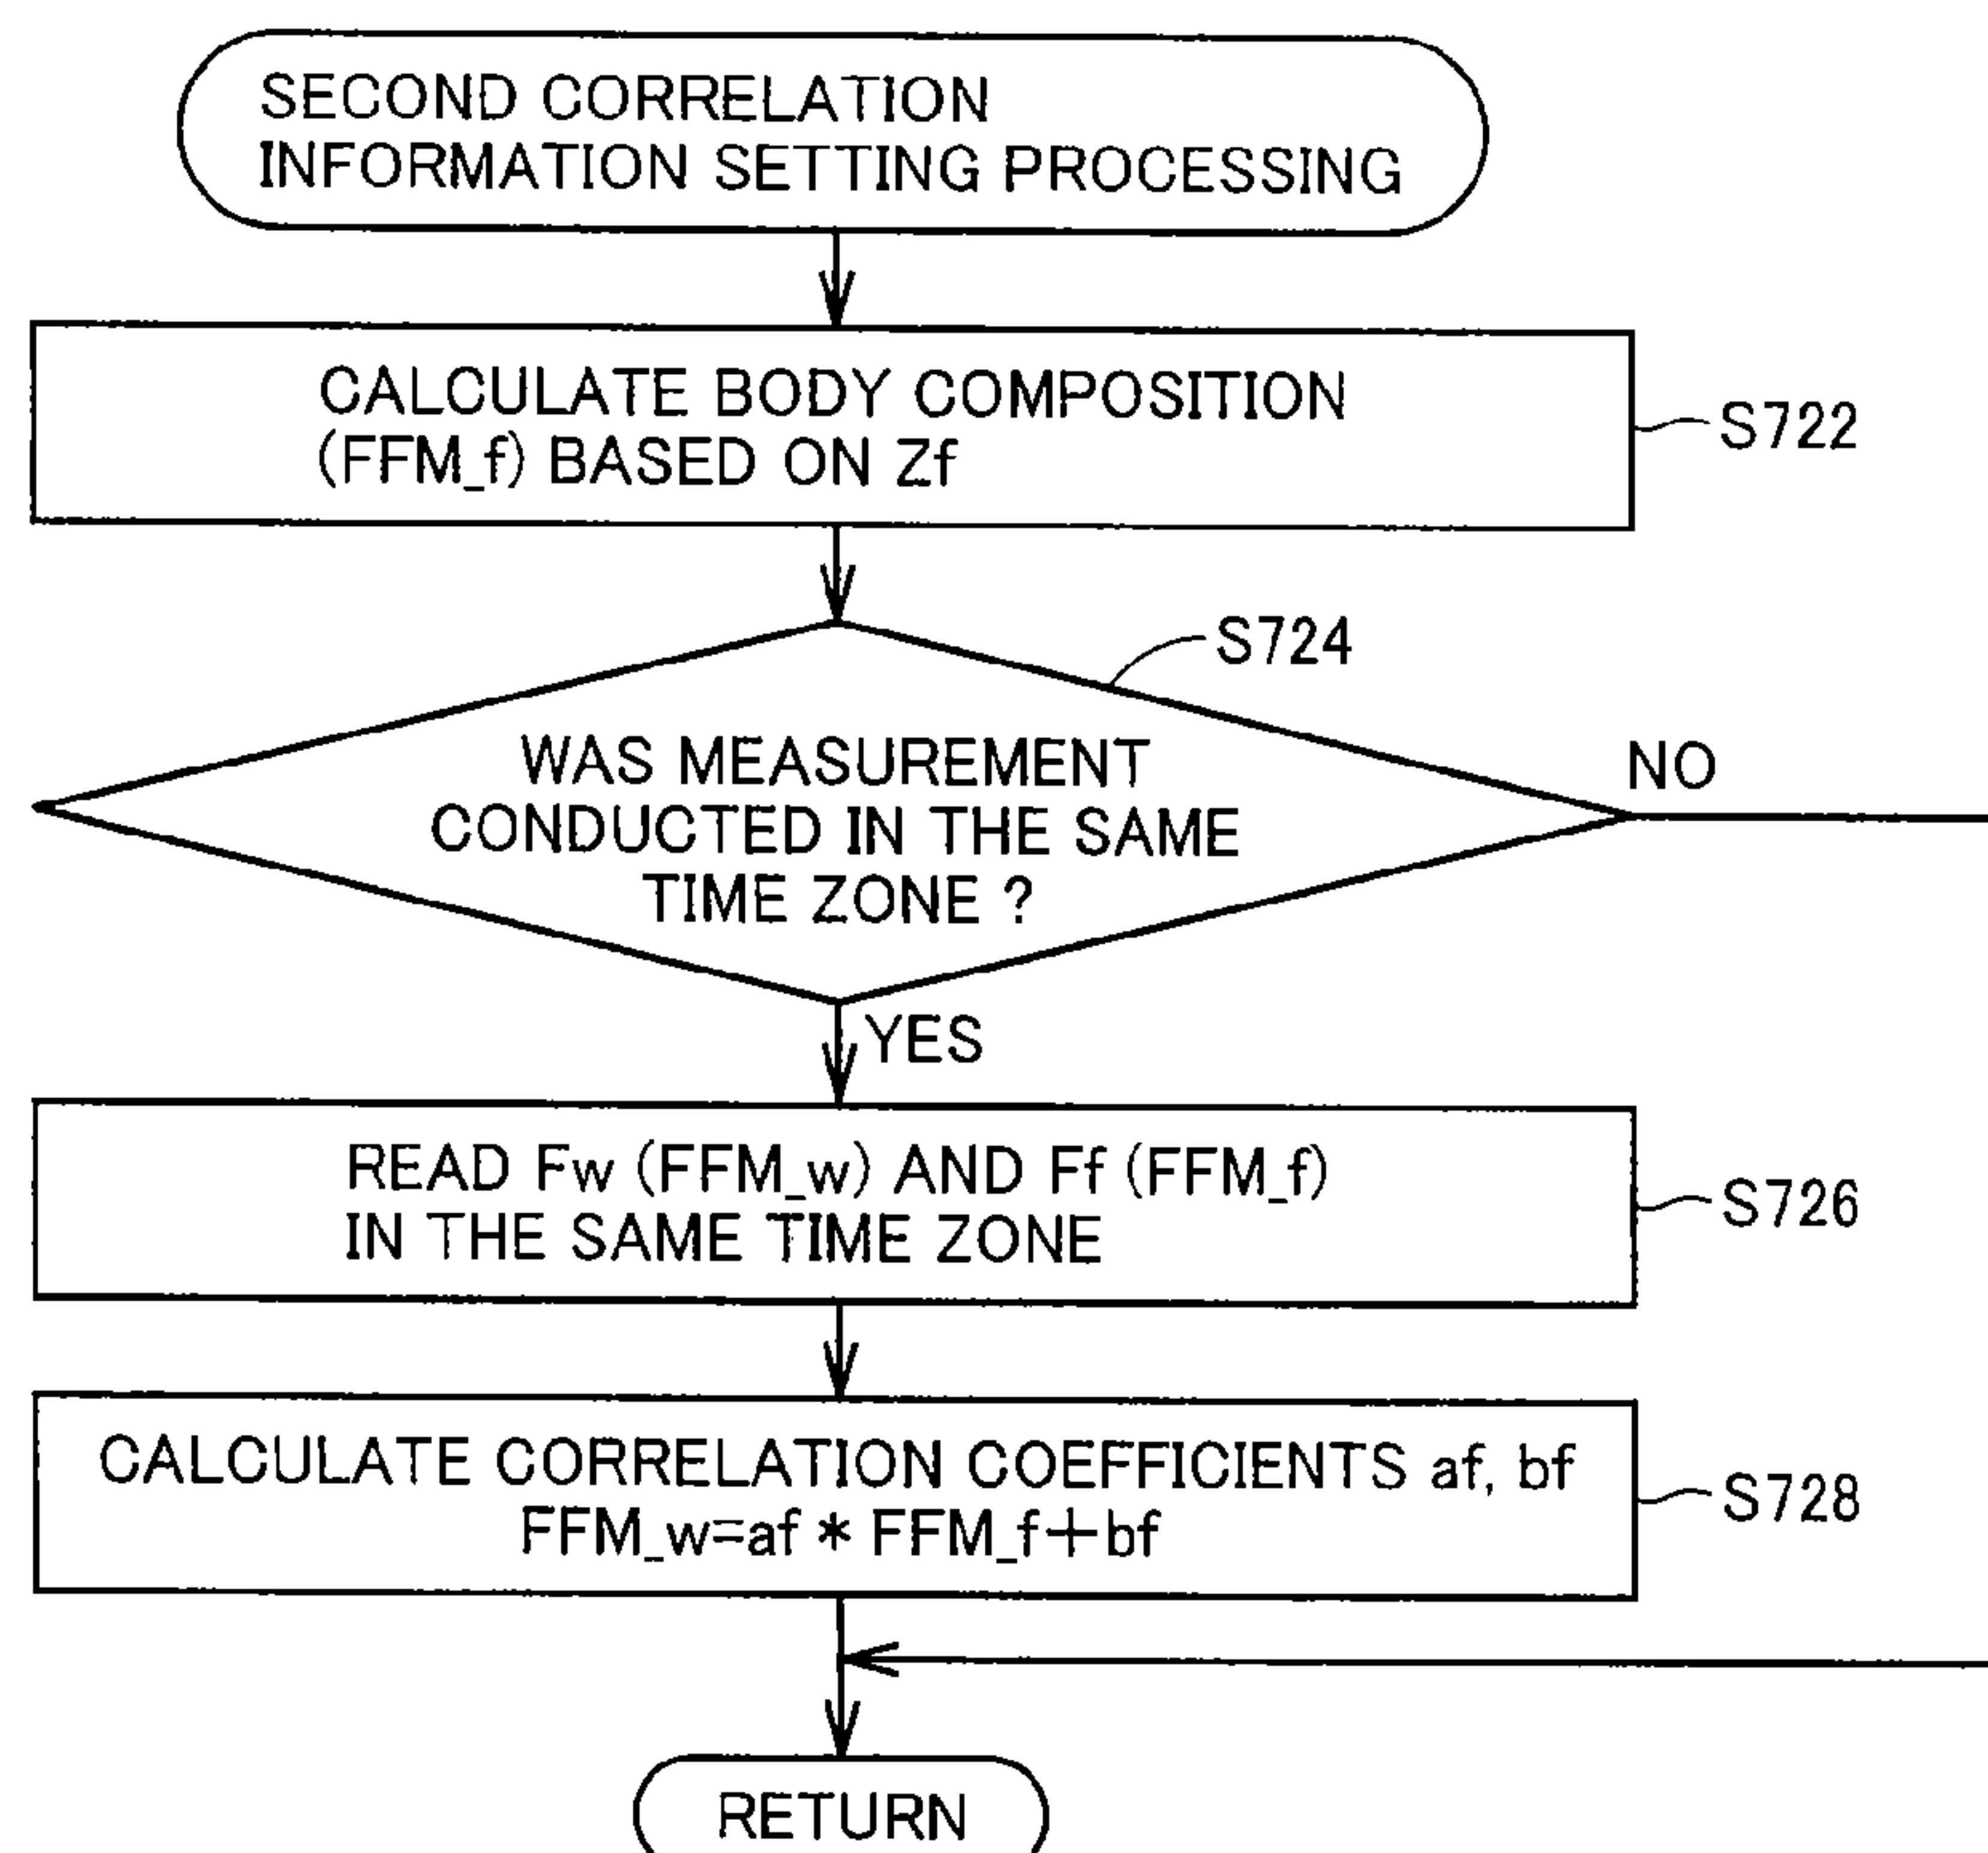 SECOND CORRELATION
INFORMATION SETTING PROCESSING
CALCULATE BODY COMPOSITION
(FFM_f) BASED ON Zf
S722
S724
WAS MEASUREMENT
CONDUCTED IN THE SAME
TIME ZONE ?
NO
YES
READ Fw (FFM_w) AND Ff (FFM_f)
IN THE SAME TIME ZONE
S726
CALCULATE CORRELATION COEFFICIENTS af, bf
FFM_w=af * FFM_f+bf
S728
RETURN